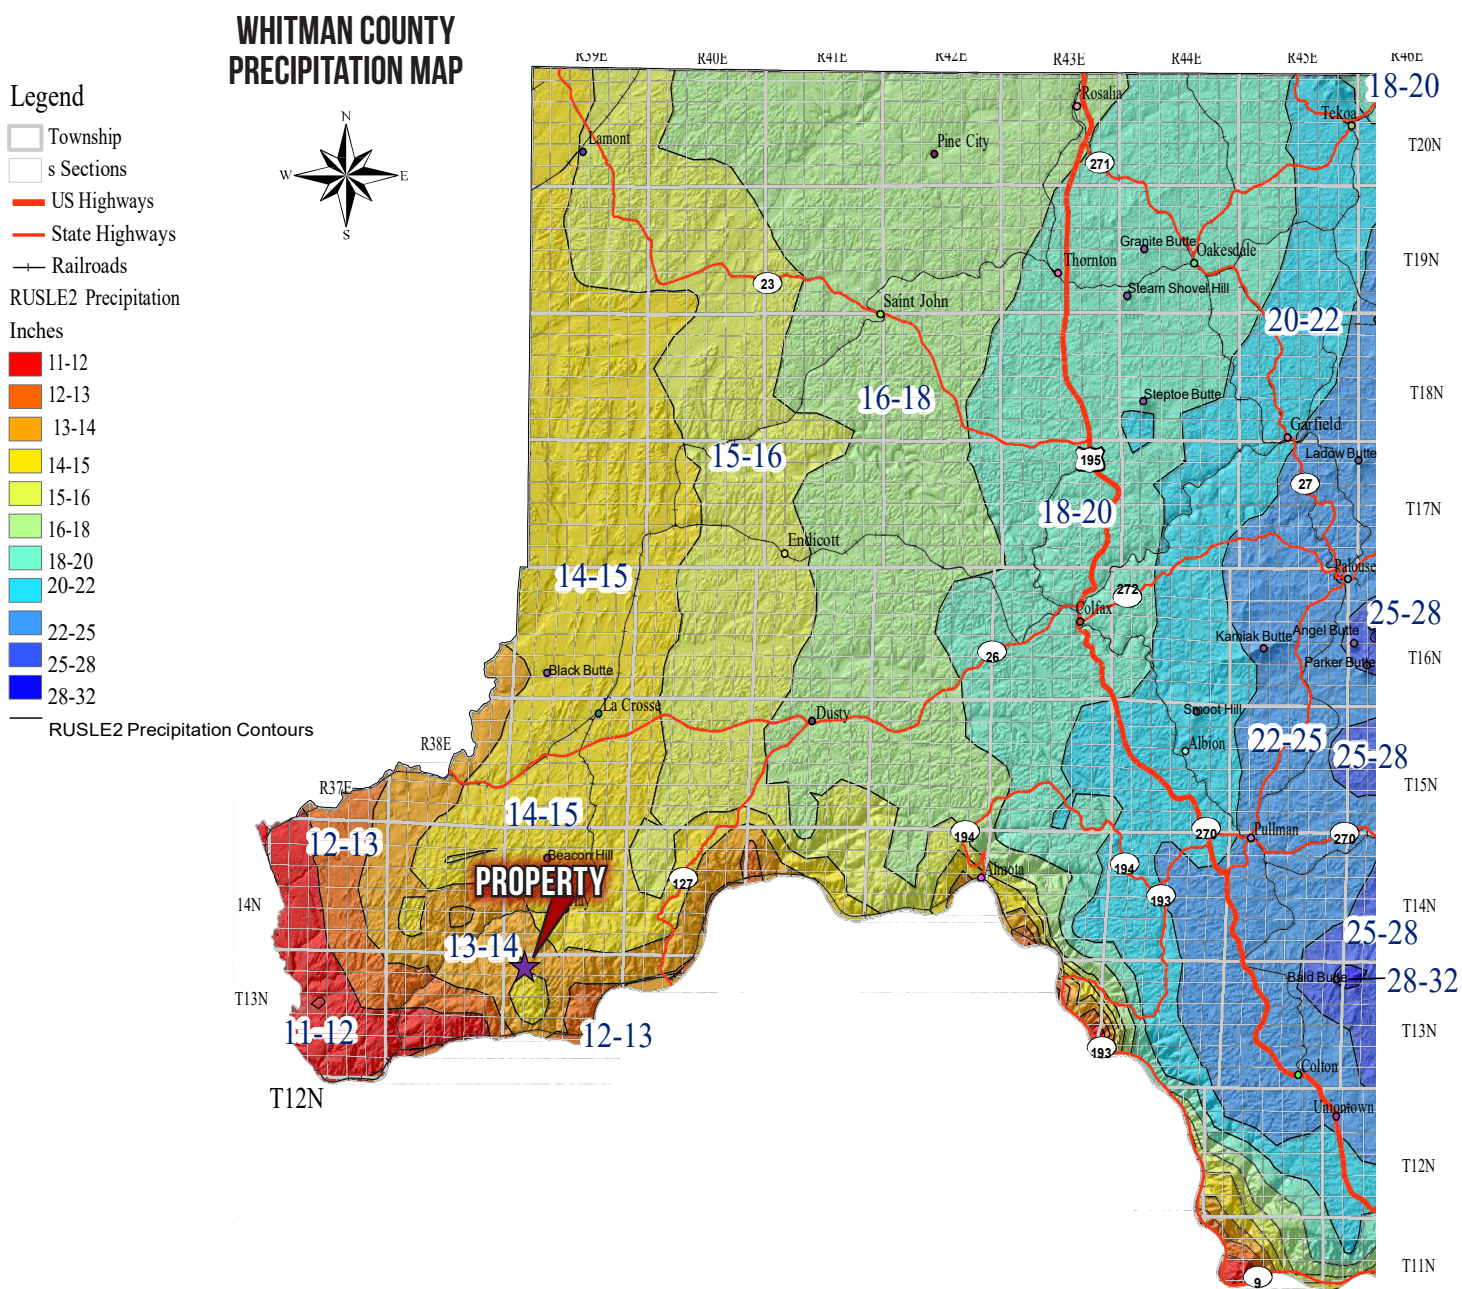 WHITMAN COUNTY
PRECIPITATION MAP
N
W
E
S
Legend
Township
s Sections
US Highways
State Highways
Railroads
RUSLE2 Precipitation
Inches
11-12
12-13
13-14
14-15
15-16
16-18
18-20
20-22
22-25
25-28
28-32
RUSLE2 Precipitation Contours
R39E
R40E
R41E
R42E
R43E
R44E
R45E
R46E
18-20
Rosalia
Tekoa
Lamont
Pine City
T20N
271
Granite Butte
Oakesdale
Thornton
T19N
23
Steam Shovel Hill
Saint John
20-22
Steptoe Butte
T18N
16-18
Garfield
15-16
195
Ladow Butte
27
18-20
T17N
Endicott
14-15
Palouse
272
Colfax
25-28
Kamiak Butte
Angel Butte
26
T16N
Parker Butte
Black Butte
La Crosse
Dusty
Smoot Hill
R38E
Albion
22-25
25-28
T15N
R37E
14-15
12-13
194
270
Pullman
270
Beacon Hill
194
Almota
PROPERTY
127
193
14N
T14N
13-14
25-28
Bald Butte
28-32
T13N
11-12
12-13
T13N
193
Colton
T12N
Uniontown
T12N
T11N
9